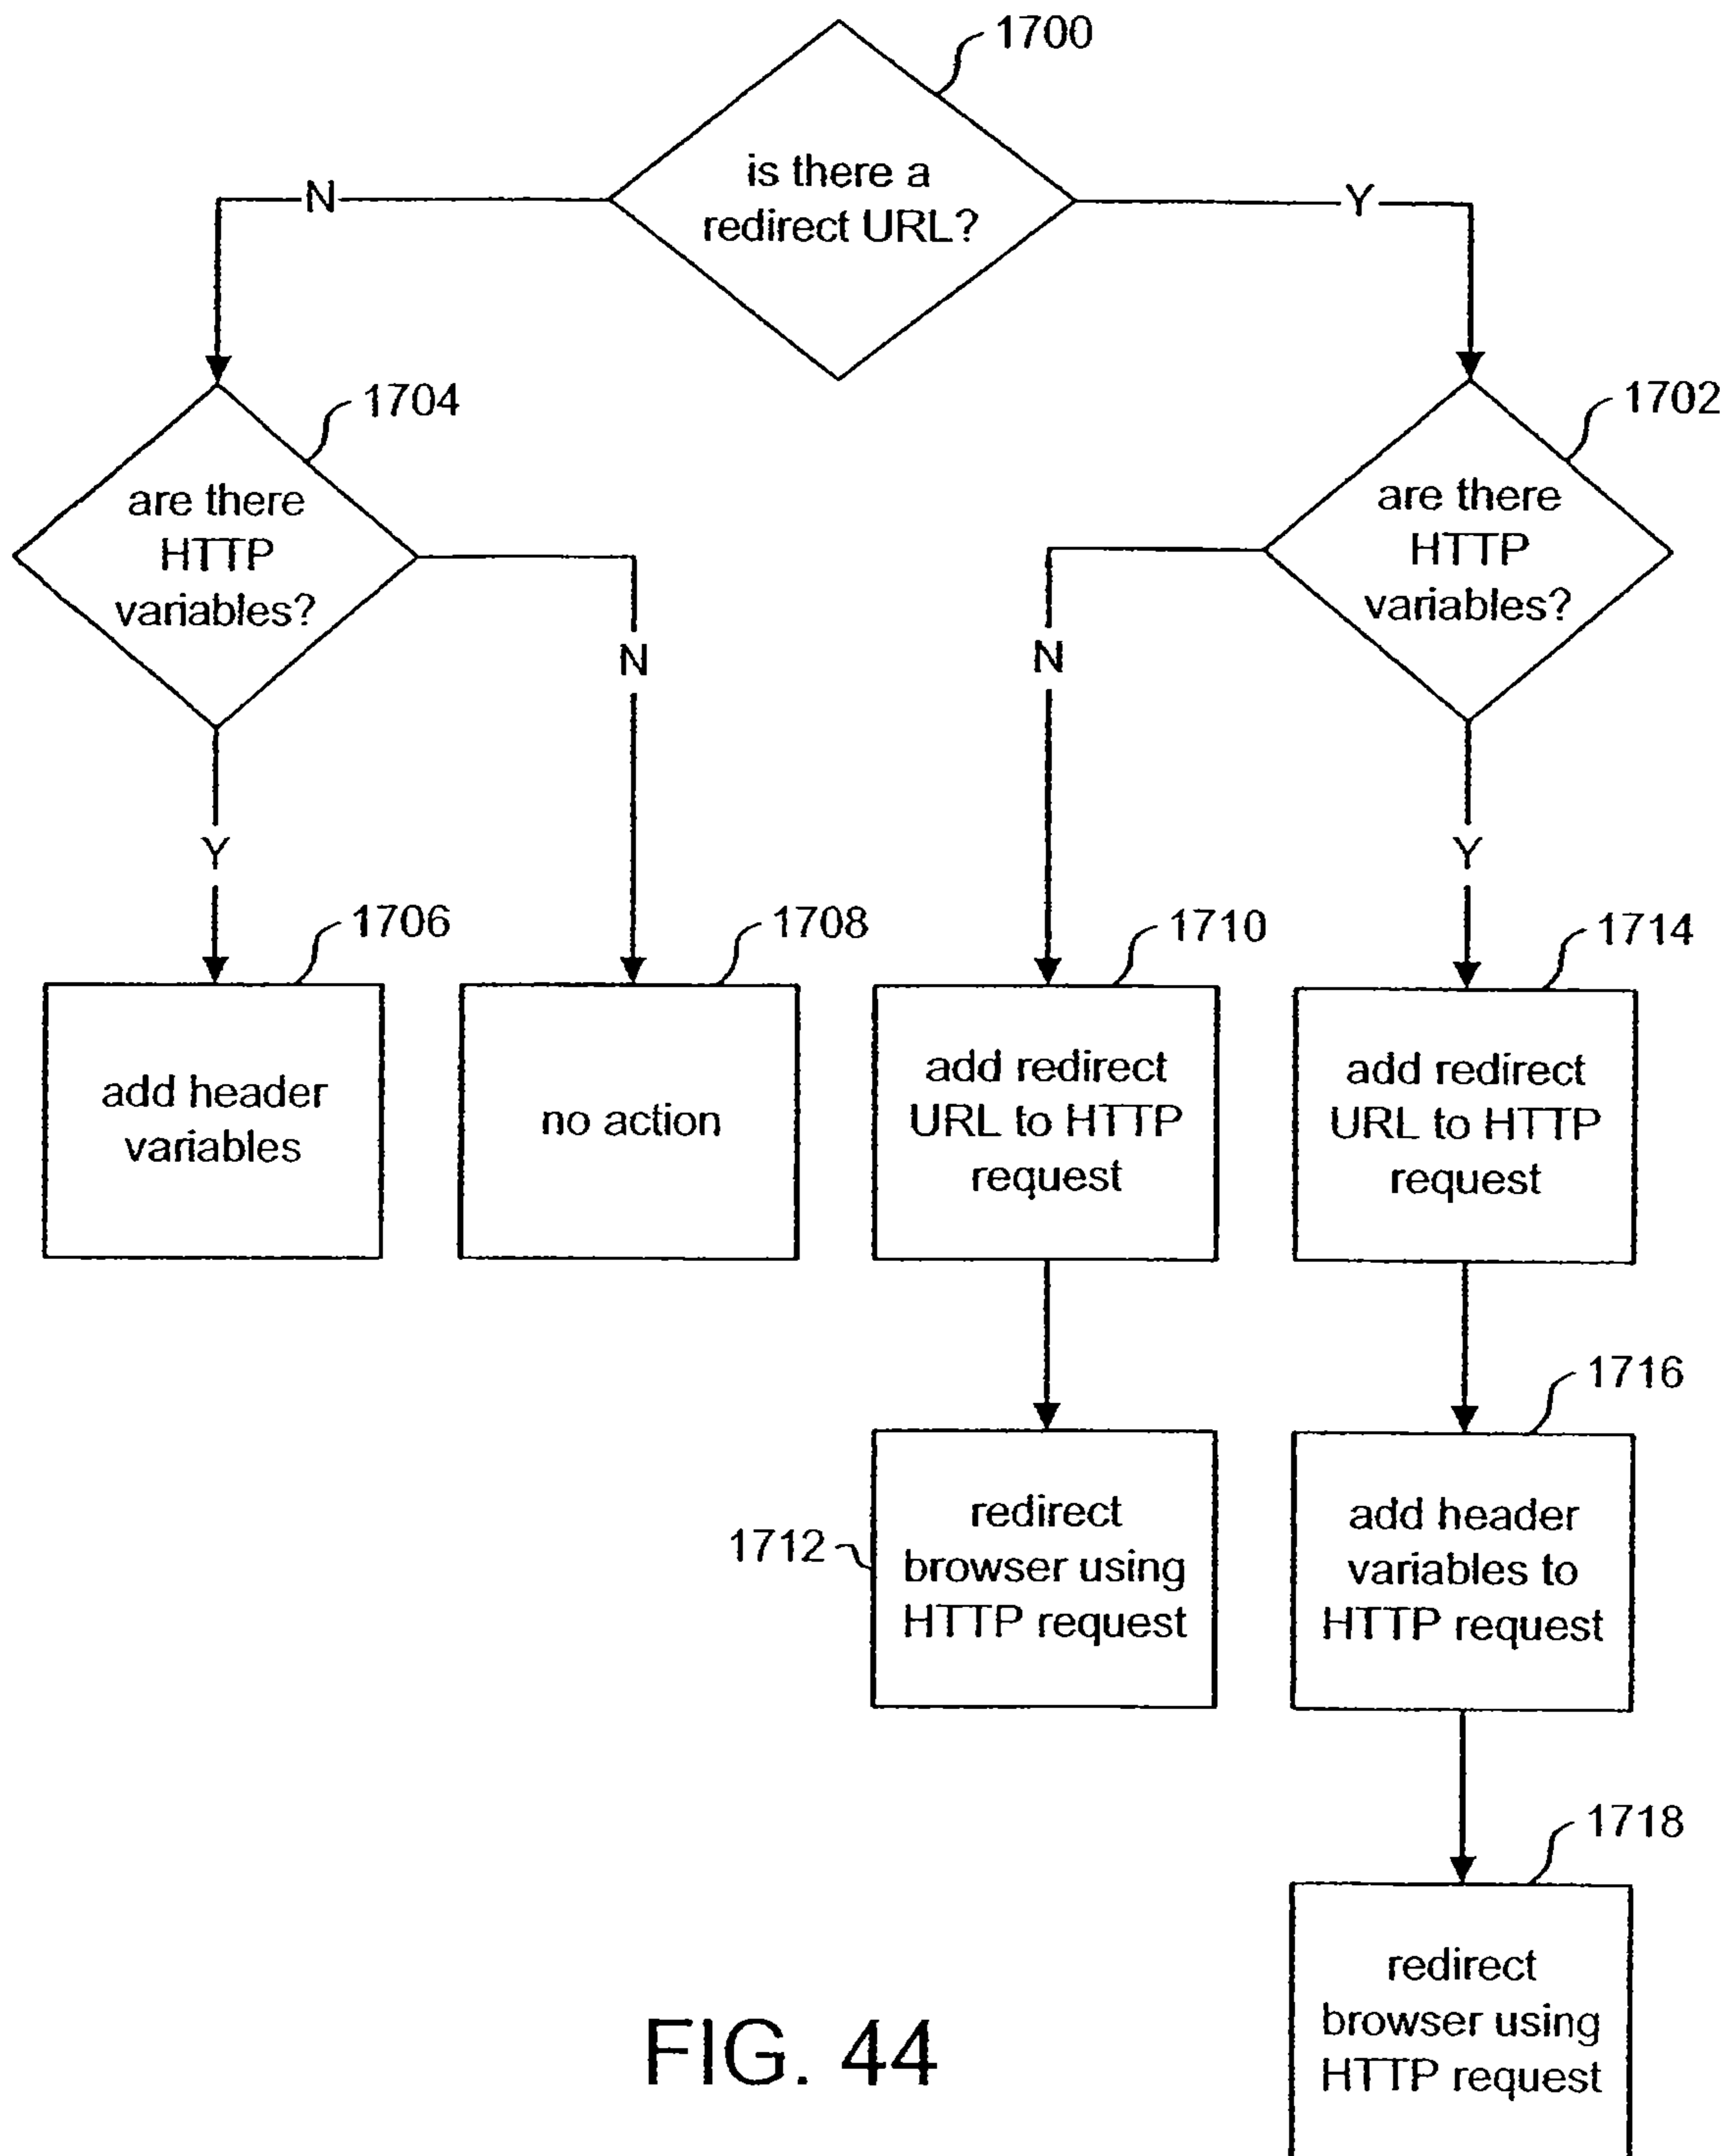 1700
is there a
redirect URL?
N
Y
1704
are there
HTTP
variables?
1702
are there
HTTP
variables?
N
N
Y
Y
1706
add header
variables
1708
no action
1710
add redirect
URL to HTTP
request
1714
add redirect
URL to HTTP
request
1712
redirect
browser using
HTTP request
1716
add header
variables to
HTTP request
1718
redirect
browser using
HTTP request
FIG. 44